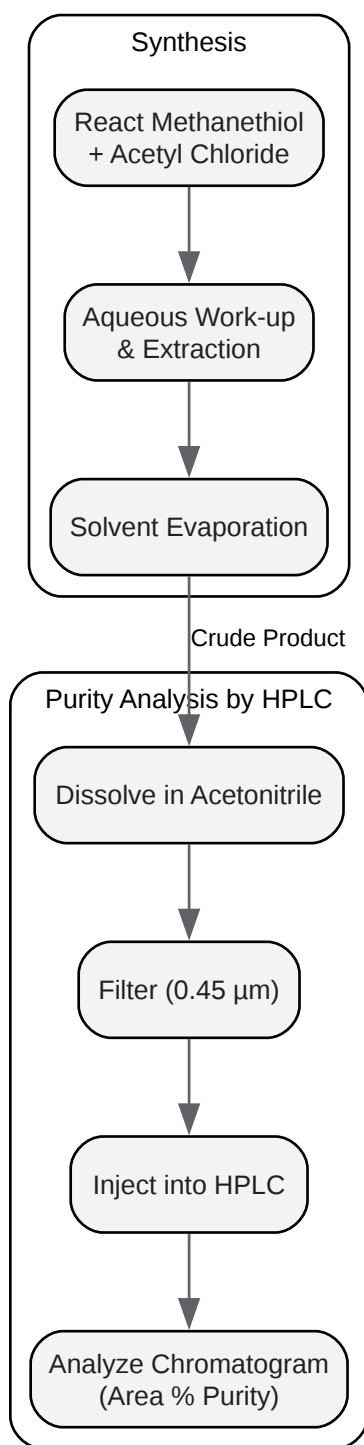 Synthesis
React Methanethiol
+ Acetyl Chloride
Aqueous Work-up
& Extraction
Solvent Evaporation
Crude Product
Purity Analysis by HPLC
Dissolve in Acetonitrile
Filter (0.45 µm)
Inject into HPLC
Analyze Chromatogram
(Area % Purity)